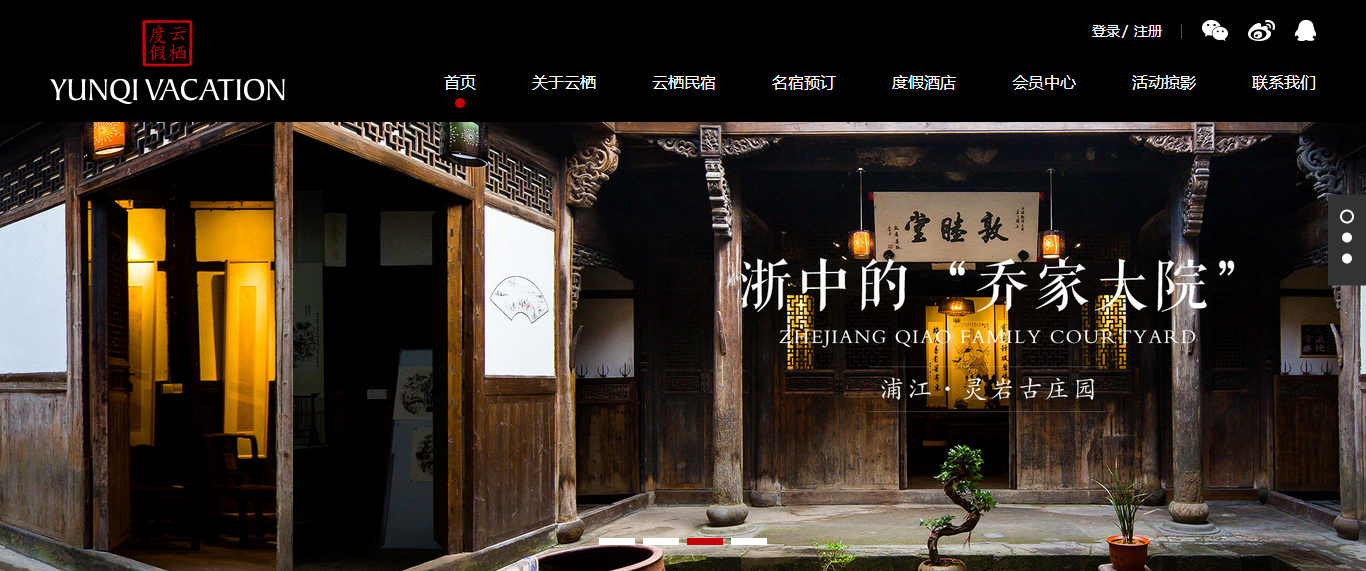 云栖
度假
YUNQI VACATION
登录/ 注册
首页
关于云栖
云栖民宿
名宿预订
度假酒店
会员中心
活动掠影
联系我们
敦睦堂
浙中的“乔家大院”
ZHEJIANG QIAO FAMILY COURTYARD
浦江·灵岩古庄园